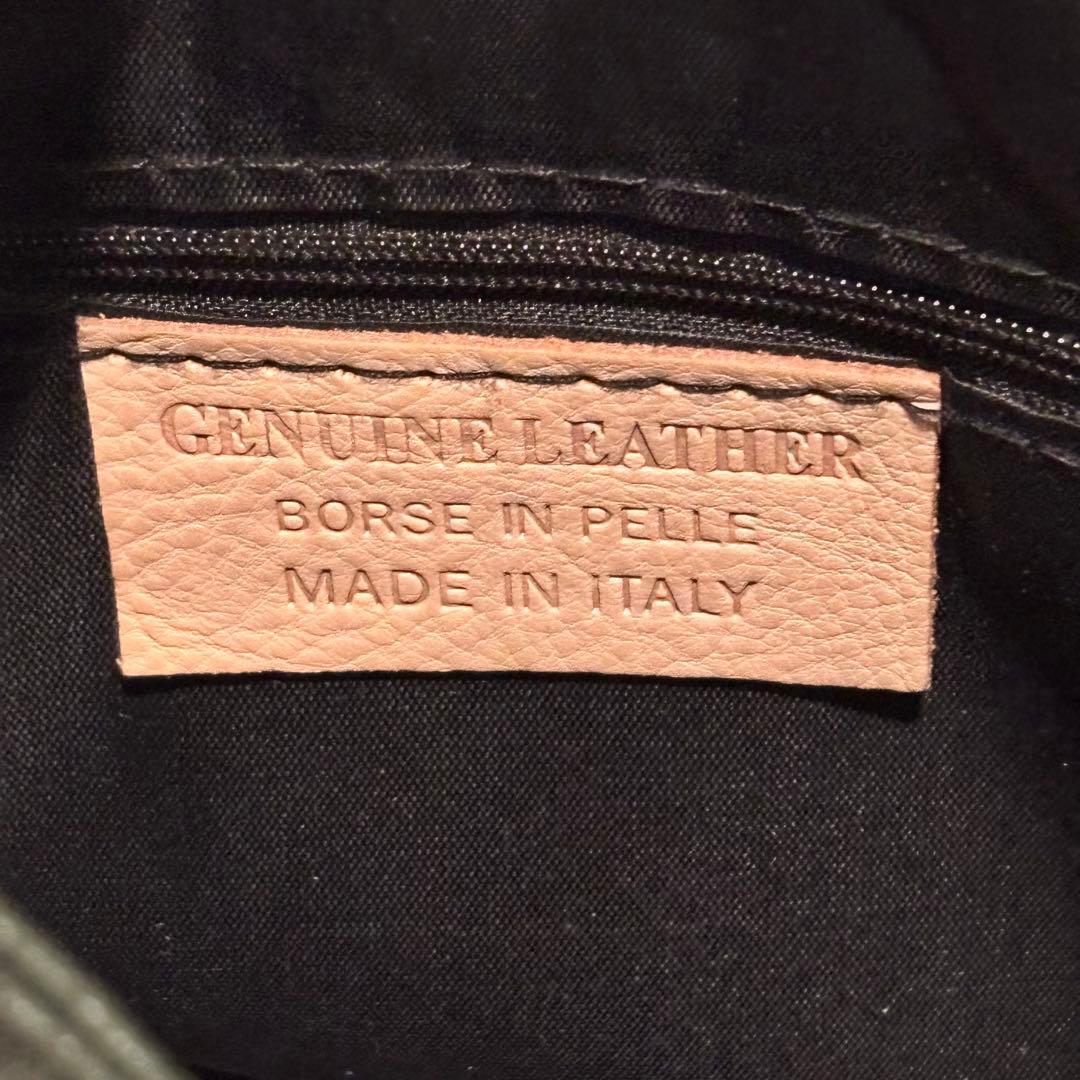 GENUINE LEATHER
BORSE IN PELLE
MADE IN ITALY